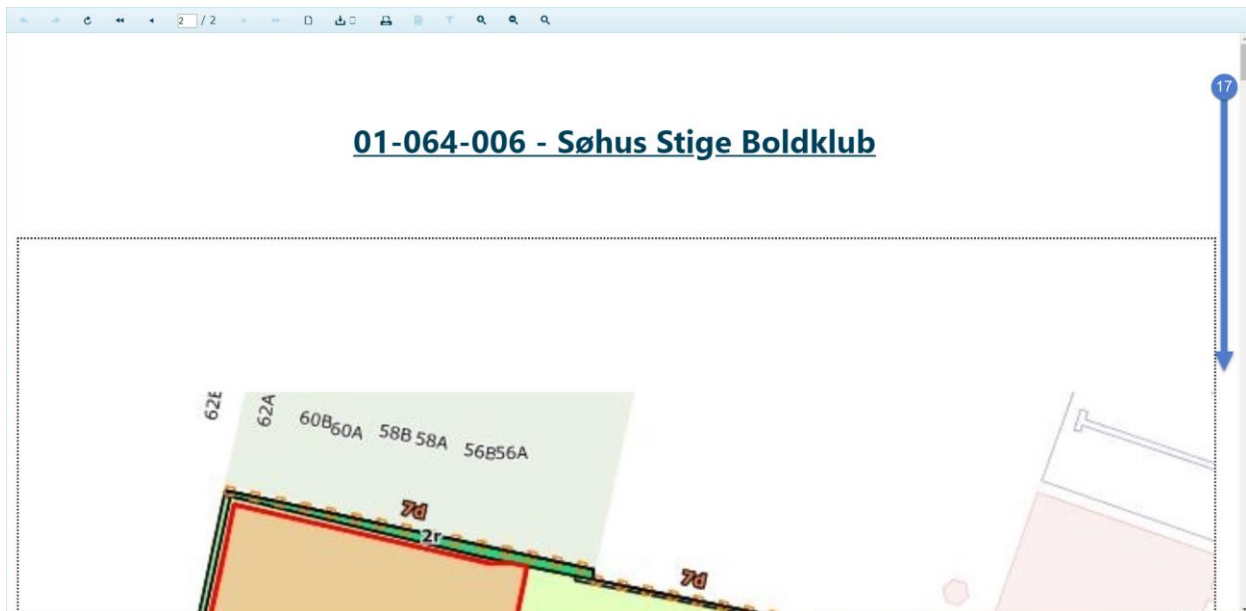 2 / 2
17
01-064-006 - Søhus Stige Boldklub
62E
62A
60B 60A 58B 58A 56B 56A
7d
2r
7d